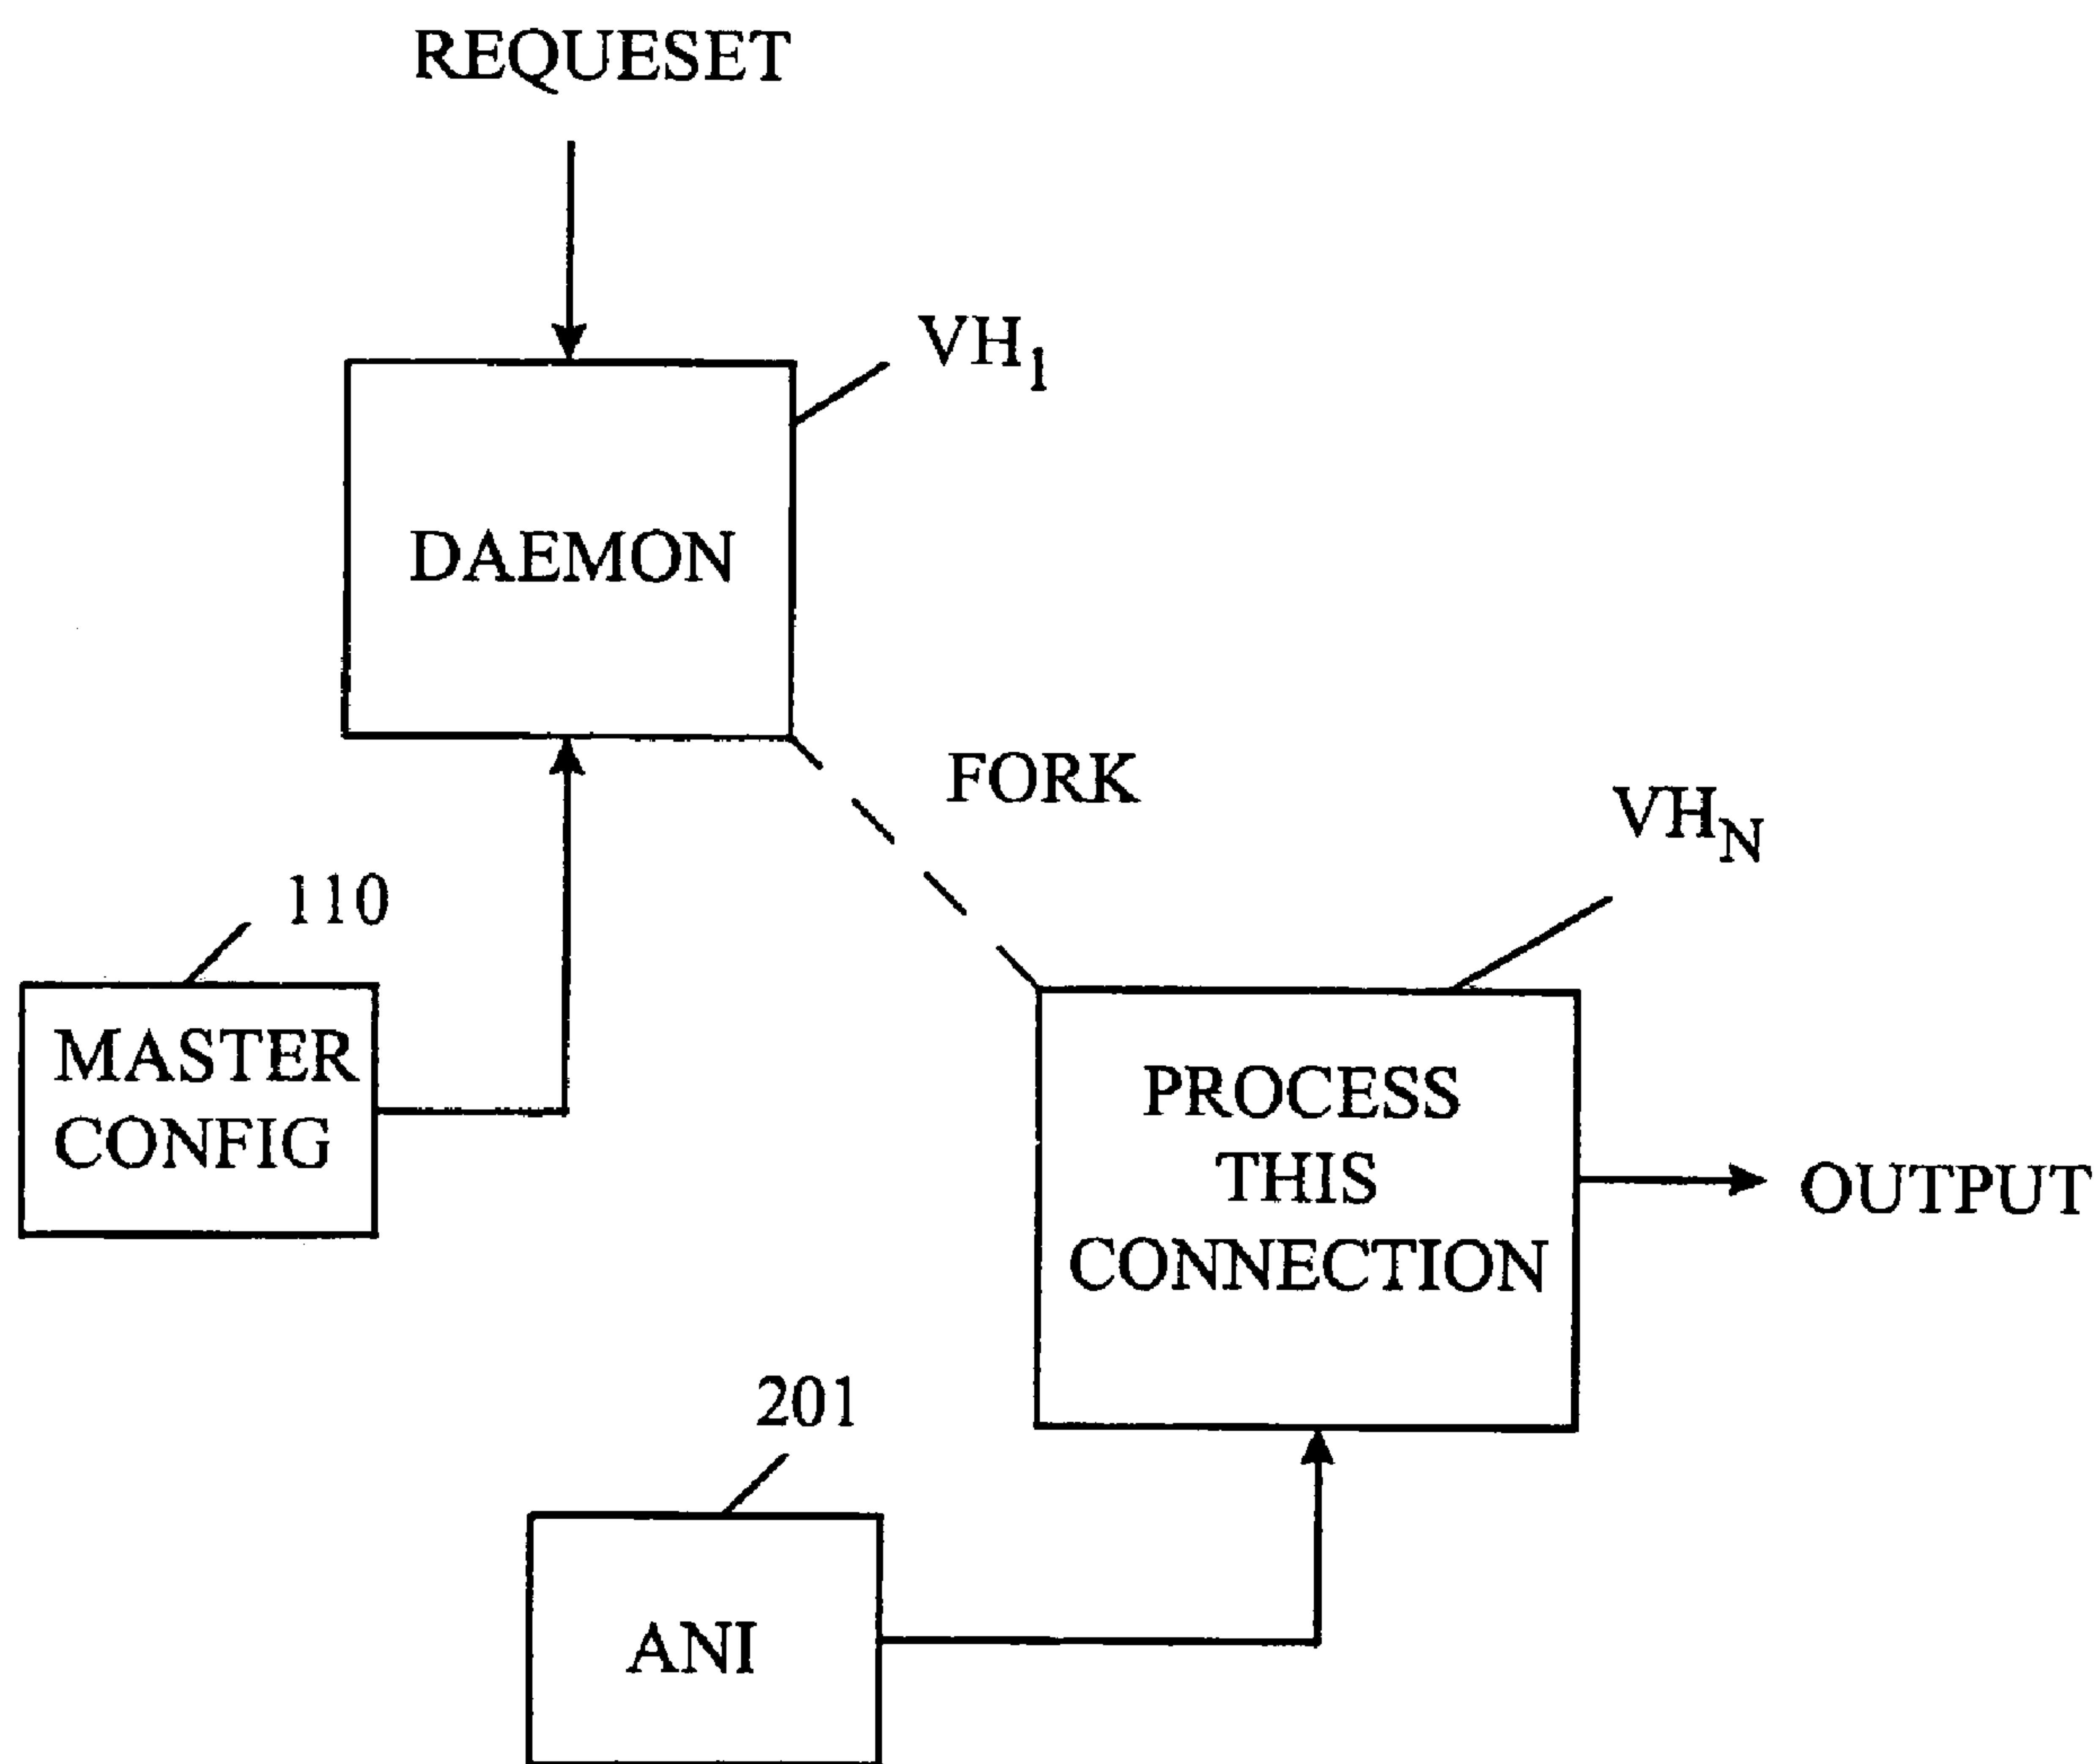 REQUESET
VH1
DAEMON
FORK
VHN
110
MASTER
CONFIG
PROCESS
THIS
CONNECTION
OUTPUT
201
ANI